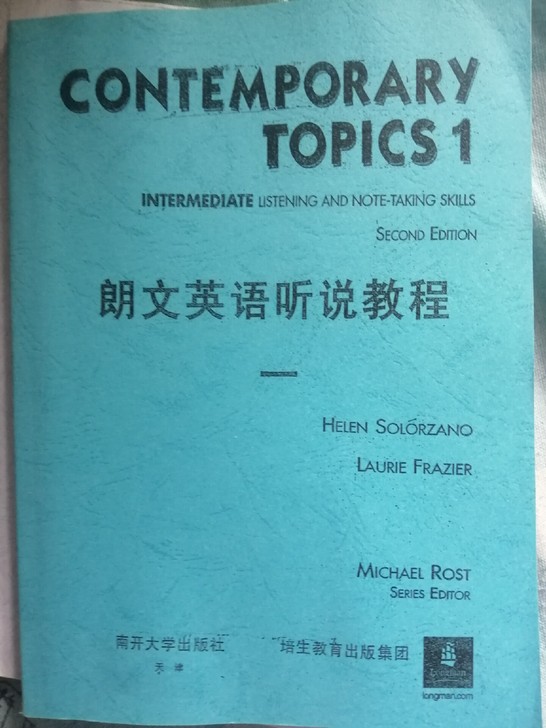 CONTEMPORARY
TOPICS 1
INTERMEDIATE LISTENING AND NOTE-TAKING SKILLS
SECOND EDITION
朗文英语听说教程
一
HELEN SOLÓRZANO
LAURIE FRAZIER
MICHAEL ROST
SERIES EDITOR
南开大学出版社 培生教育出版集团
天津
longman.com